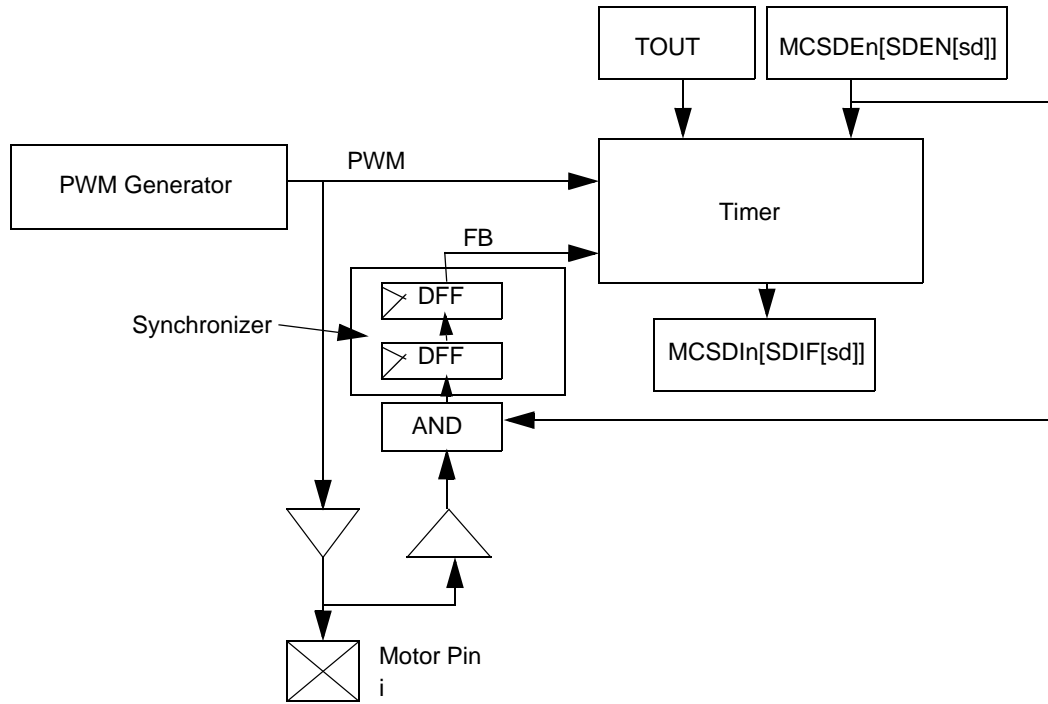 TOUT
MCSDEn[SDEN[sd]]
PWM Generator
PWM
Timer
FB
DFF
Synchronizer
DFF
MCSDIn[SDIF[sd]]
AND
Motor Pin
i